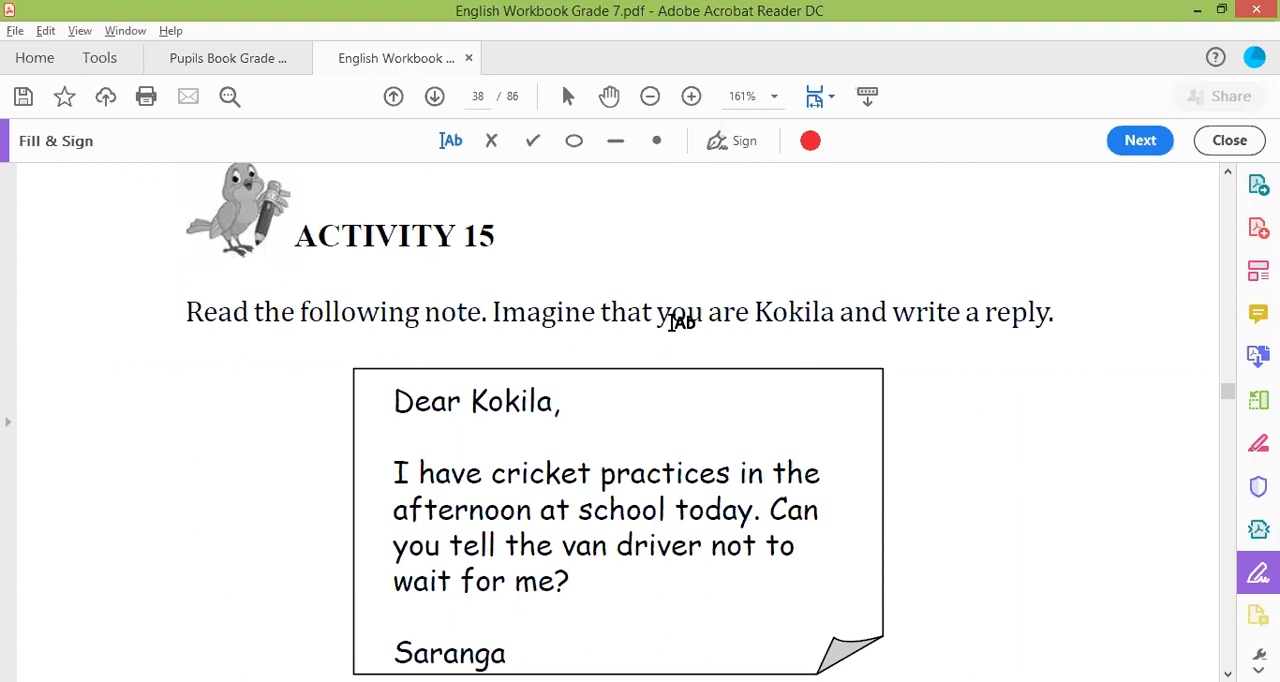 English Workbook Grade 7.pdf - Adobe Acrobat Reader DC
File Edit View Window Help
Home Tools Pupils Book Grade ... English Workbook ... ×
38 / 86 161% Share
Fill & Sign Ab Sign Next Close
ACTIVITY 15
Read the following note. Imagine that you are Kokila and write a reply.
Ab
Dear Kokila,
I have cricket practices in the
afternoon at school today. Can
you tell the van driver not to
wait for me?
Saranga